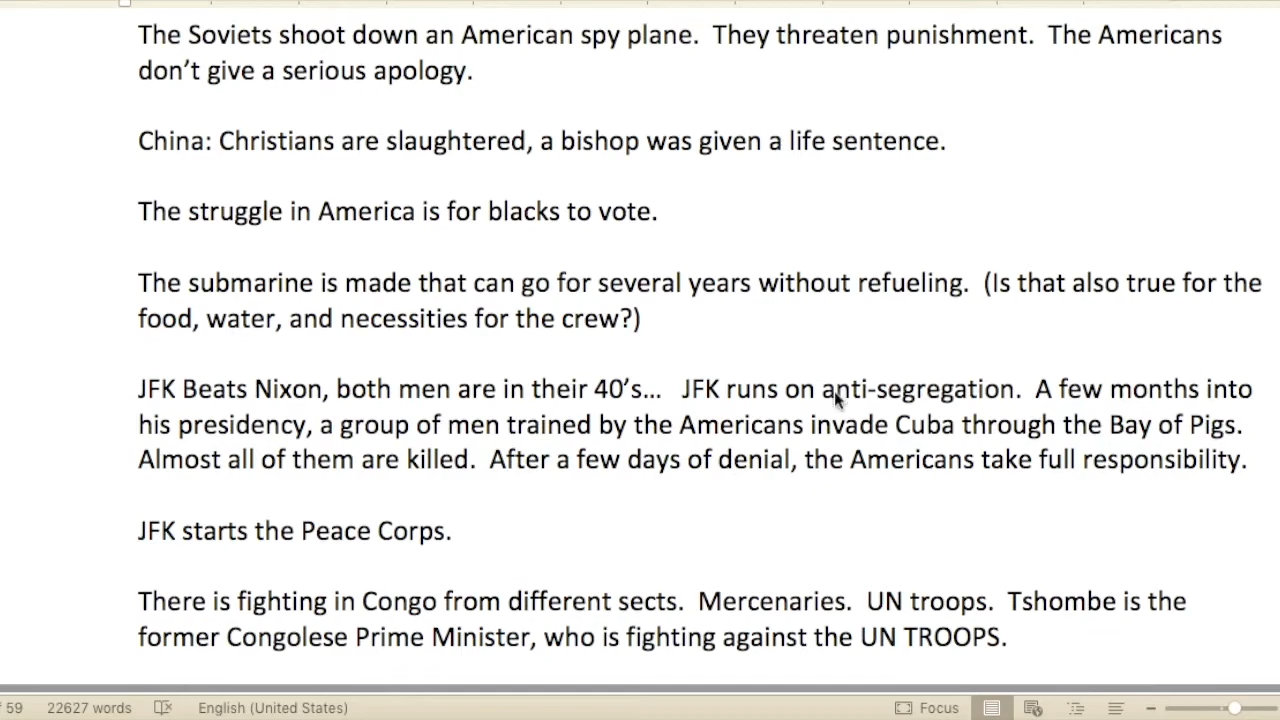 The Soviets shoot down an American spy plane.  They threaten punishment.  The Americans
don’t give a serious apology.
China: Christians are slaughtered, a bishop was given a life sentence.
The struggle in America is for blacks to vote.
The submarine is made that can go for several years without refueling.  (Is that also true for the
food, water, and necessities for the crew?)
JFK Beats Nixon, both men are in their 40’s…   JFK runs on anti-segregation.  A few months into
his presidency, a group of men trained by the Americans invade Cuba through the Bay of Pigs.
Almost all of them are killed.  After a few days of denial, the Americans take full responsibility.
JFK starts the Peace Corps.
There is fighting in Congo from different sects.  Mercenaries.  UN troops.  Tshombe is the
former Congolese Prime Minister, who is fighting against the UN TROOPS.
59 22627 words English (United States) Focus